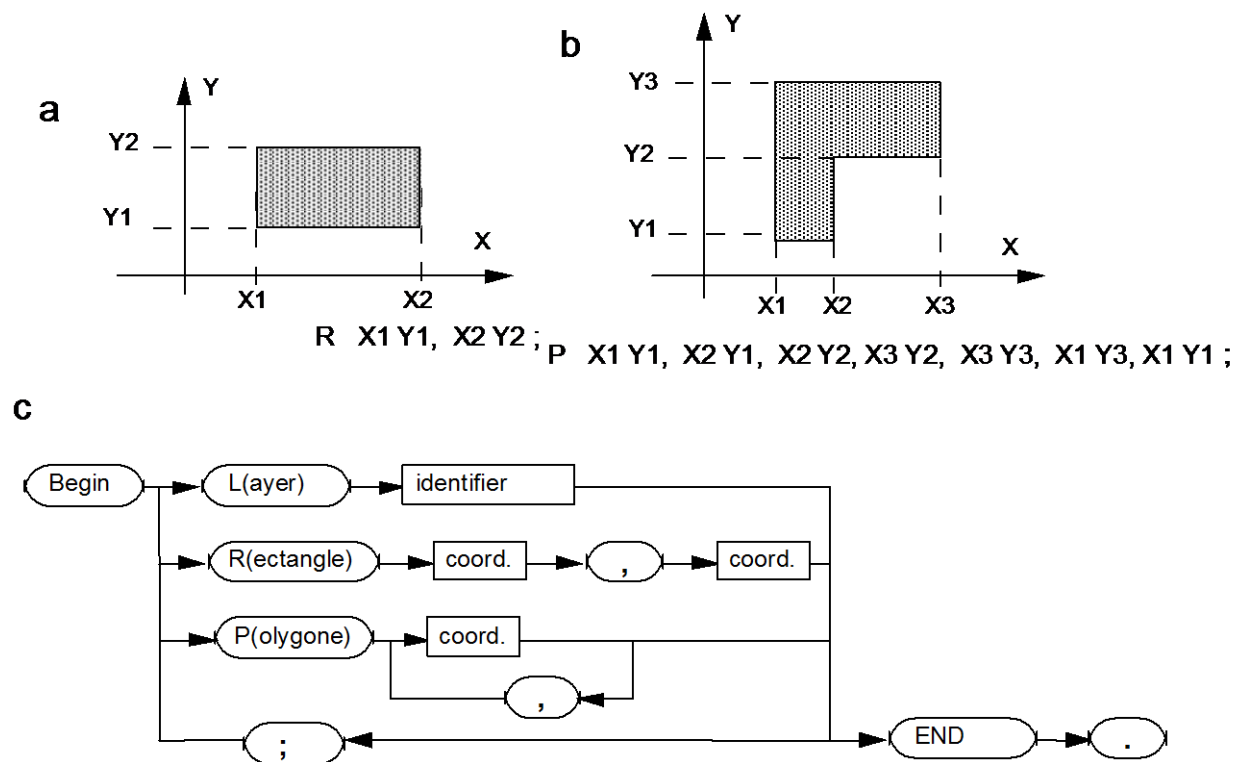 a
Y
Y2
Y1
X
X1 X2
R X1 Y1, X2 Y2 ;
b
Y
Y3
Y2
Y1
X
X1 X2 X3
P X1 Y1, X2 Y1, X2 Y2, X3 Y2, X3 Y3, X1 Y3, X1 Y1 ;
c
Begin L(ayer) identifier
R(ectangle) coord. , coord.
P(olygone) coord.
,
; END .